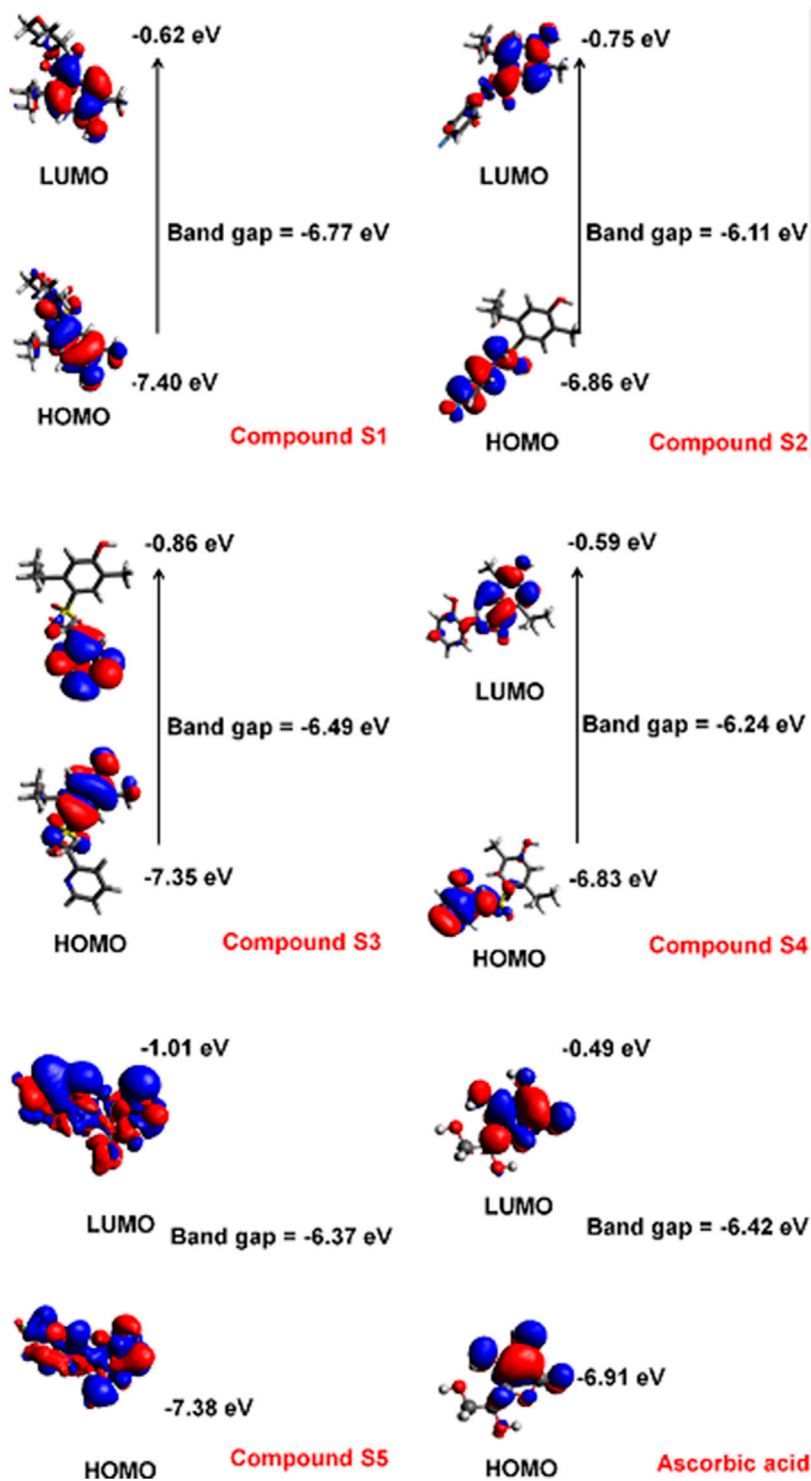 -0.62 eV
LUMO
Band gap = -6.77 eV
-7.40 eV
HOMO
Compound S1
-0.75 eV
LUMO
Band gap = -6.11 eV
-6.86 eV
HOMO
Compound S2
-0.86 eV
Band gap = -6.49 eV
-7.35 eV
HOMO
Compound S3
-0.59 eV
LUMO
Band gap = -6.24 eV
-6.83 eV
HOMO
Compound S4
-1.01 eV
LUMO
Band gap = -6.37 eV
-7.38 eV
HOMO
Compound S5
-0.49 eV
LUMO
Band gap = -6.42 eV
-6.91 eV
HOMO
Ascorbic acid